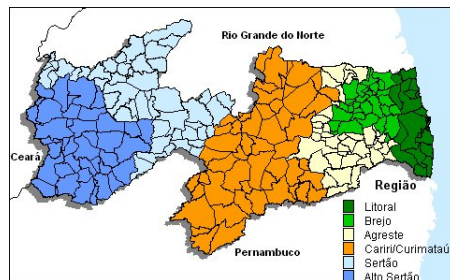 Rio Grande do Norte
Ceará
Região
Litoral
Brejo
Agreste
Cariri/Curimataú
Sertão
Alto Sertão
Pernambuco